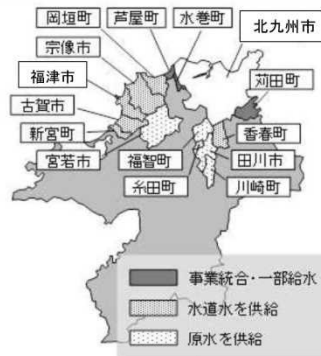 岡垣町 芦屋町 水巻町 北九州市
宗像市
福津市 苅田町
古賀市
新宮町 香春町
宮若市 福智町 田川市
糸田町 川崎町
事業統合・一部給水
水道水を供給
原水を供給